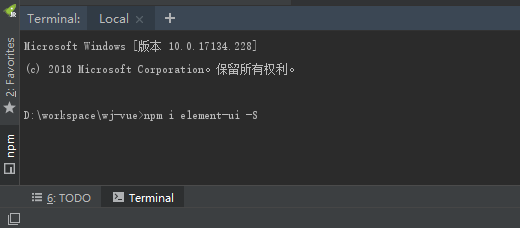 Terminal: Local × +
Microsoft Windows [版本 10.0.17134.228]
(c) 2018 Microsoft Corporation。保留所有权利。
D:\workspace\wj-vue>npm i element-ui -S
2: Favorites
npm
6: TODO Terminal